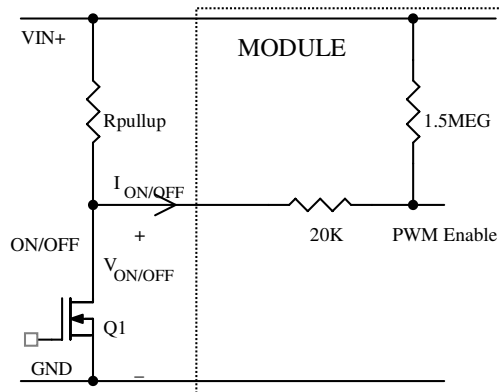 VIN+
MODULE
Rpullup
1.5MEG
I ON/OFF
ON/OFF
+
20K
PWM Enable
V ON/OFF
Q1
GND
_